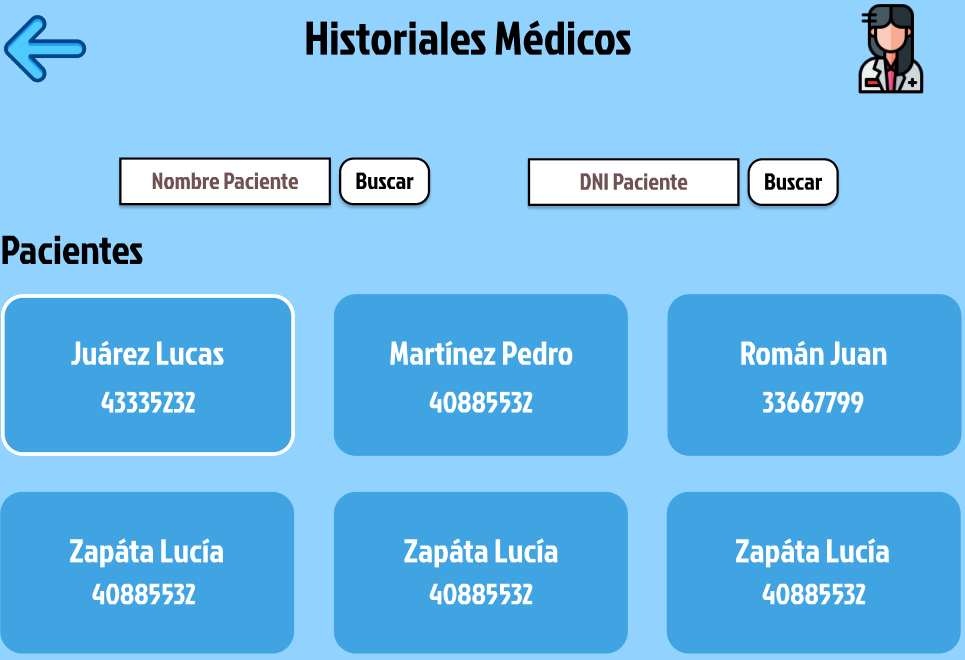 Historiales Médicos
Nombre Paciente
Buscar
DNI Paciente
Buscar
Pacientes
Juárez Lucas
43335232
Martínez Pedro
40885532
Román Juan
33667799
Zapáta Lucía
40885532
Zapáta Lucía
40885532
Zapáta Lucía
40885532